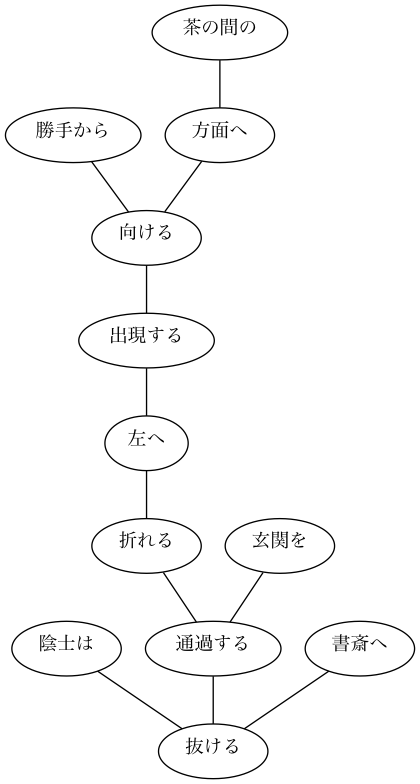 茶の間の
勝手から
方面へ
向ける
出現する
左へ
折れる
玄関を
陰士は
通過する
書斎へ
抜ける